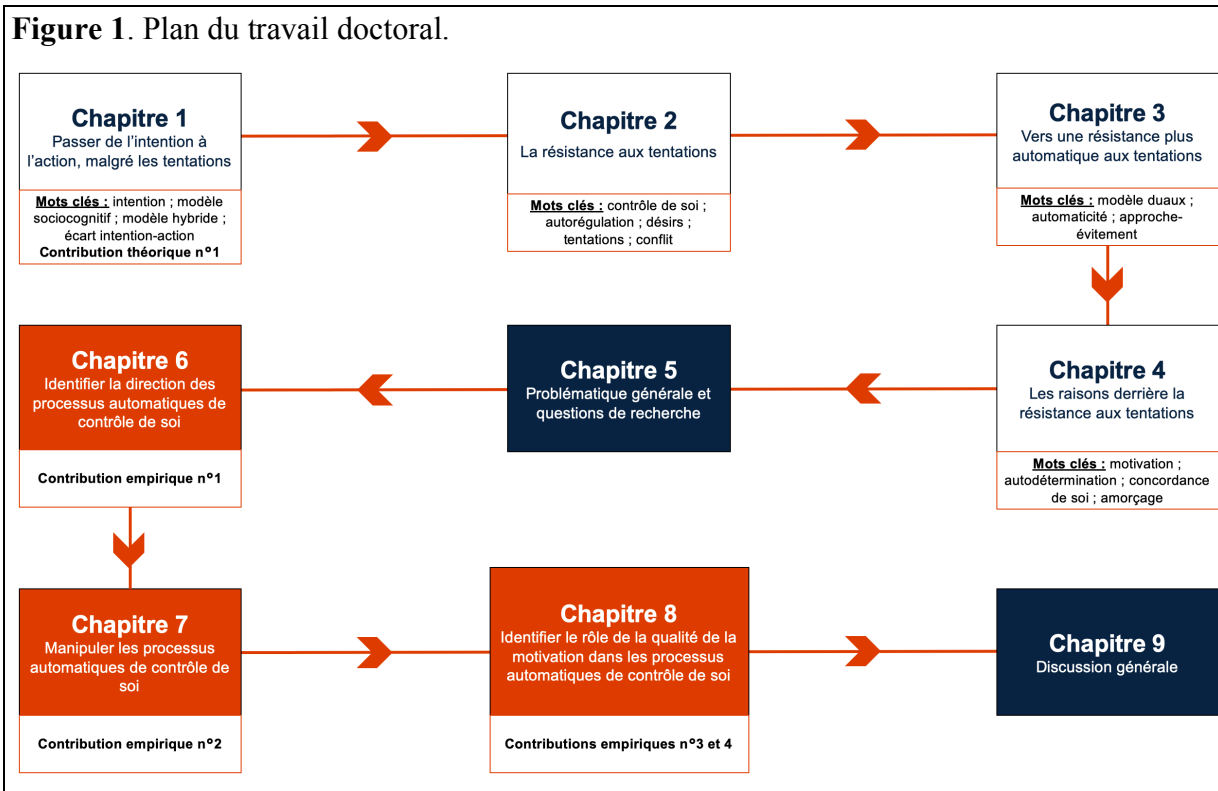 Figure 1. Plan du travail doctoral.
Chapitre 1
Passer de l'intention à
l'action, malgré les tentations
Mots clés : intention ; modèle
sociocognitif ; modèle hybride ;
écart intention-action
Contribution théorique n°1
Chapitre 2
La résistance aux tentations
Mots clés : contrôle de soi ;
autorégulation ; désirs ;
tentations ; conflit
Chapitre 3
Vers une résistance plus
automatique aux tentations
Mots clés : modèle duaux ;
automaticité ; approche-
évitement
Chapitre 4
Les raisons derrière la
résistance aux tentations
Mots clés : motivation ;
autodétermination ; concordance
de soi ; amorçage
Chapitre 5
Problématique générale et
questions de recherche
Chapitre 6
Identifier la direction des
processus automatiques de
contrôle de soi
Contribution empirique n°1
Chapitre 7
Manipuler les processus
automatiques de contrôle de
soi
Contribution empirique n°2
Chapitre 8
Identifier le rôle de la qualité de la
motivation dans les processus
automatiques de contrôle de soi
Contributions empiriques n°3 et 4
Chapitre 9
Discussion générale